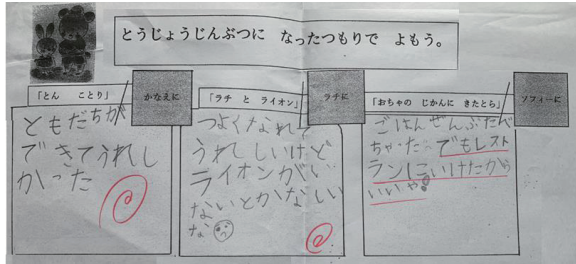 とうじょうじんぶつに なったつもりで よもう。
「とん ことり」
かなえに
ともだちが
できてうれし
かった
「ラチ と らいおん」
ラチに
つよくなれて
うれしいけど
ライオンがい
ないとかなしい
な
「おちゃの じかんに きたとら」
ソフィーに
ごはんぜんぶたべ
ちゃった。でもレスト
ランにいけたから
いいや。